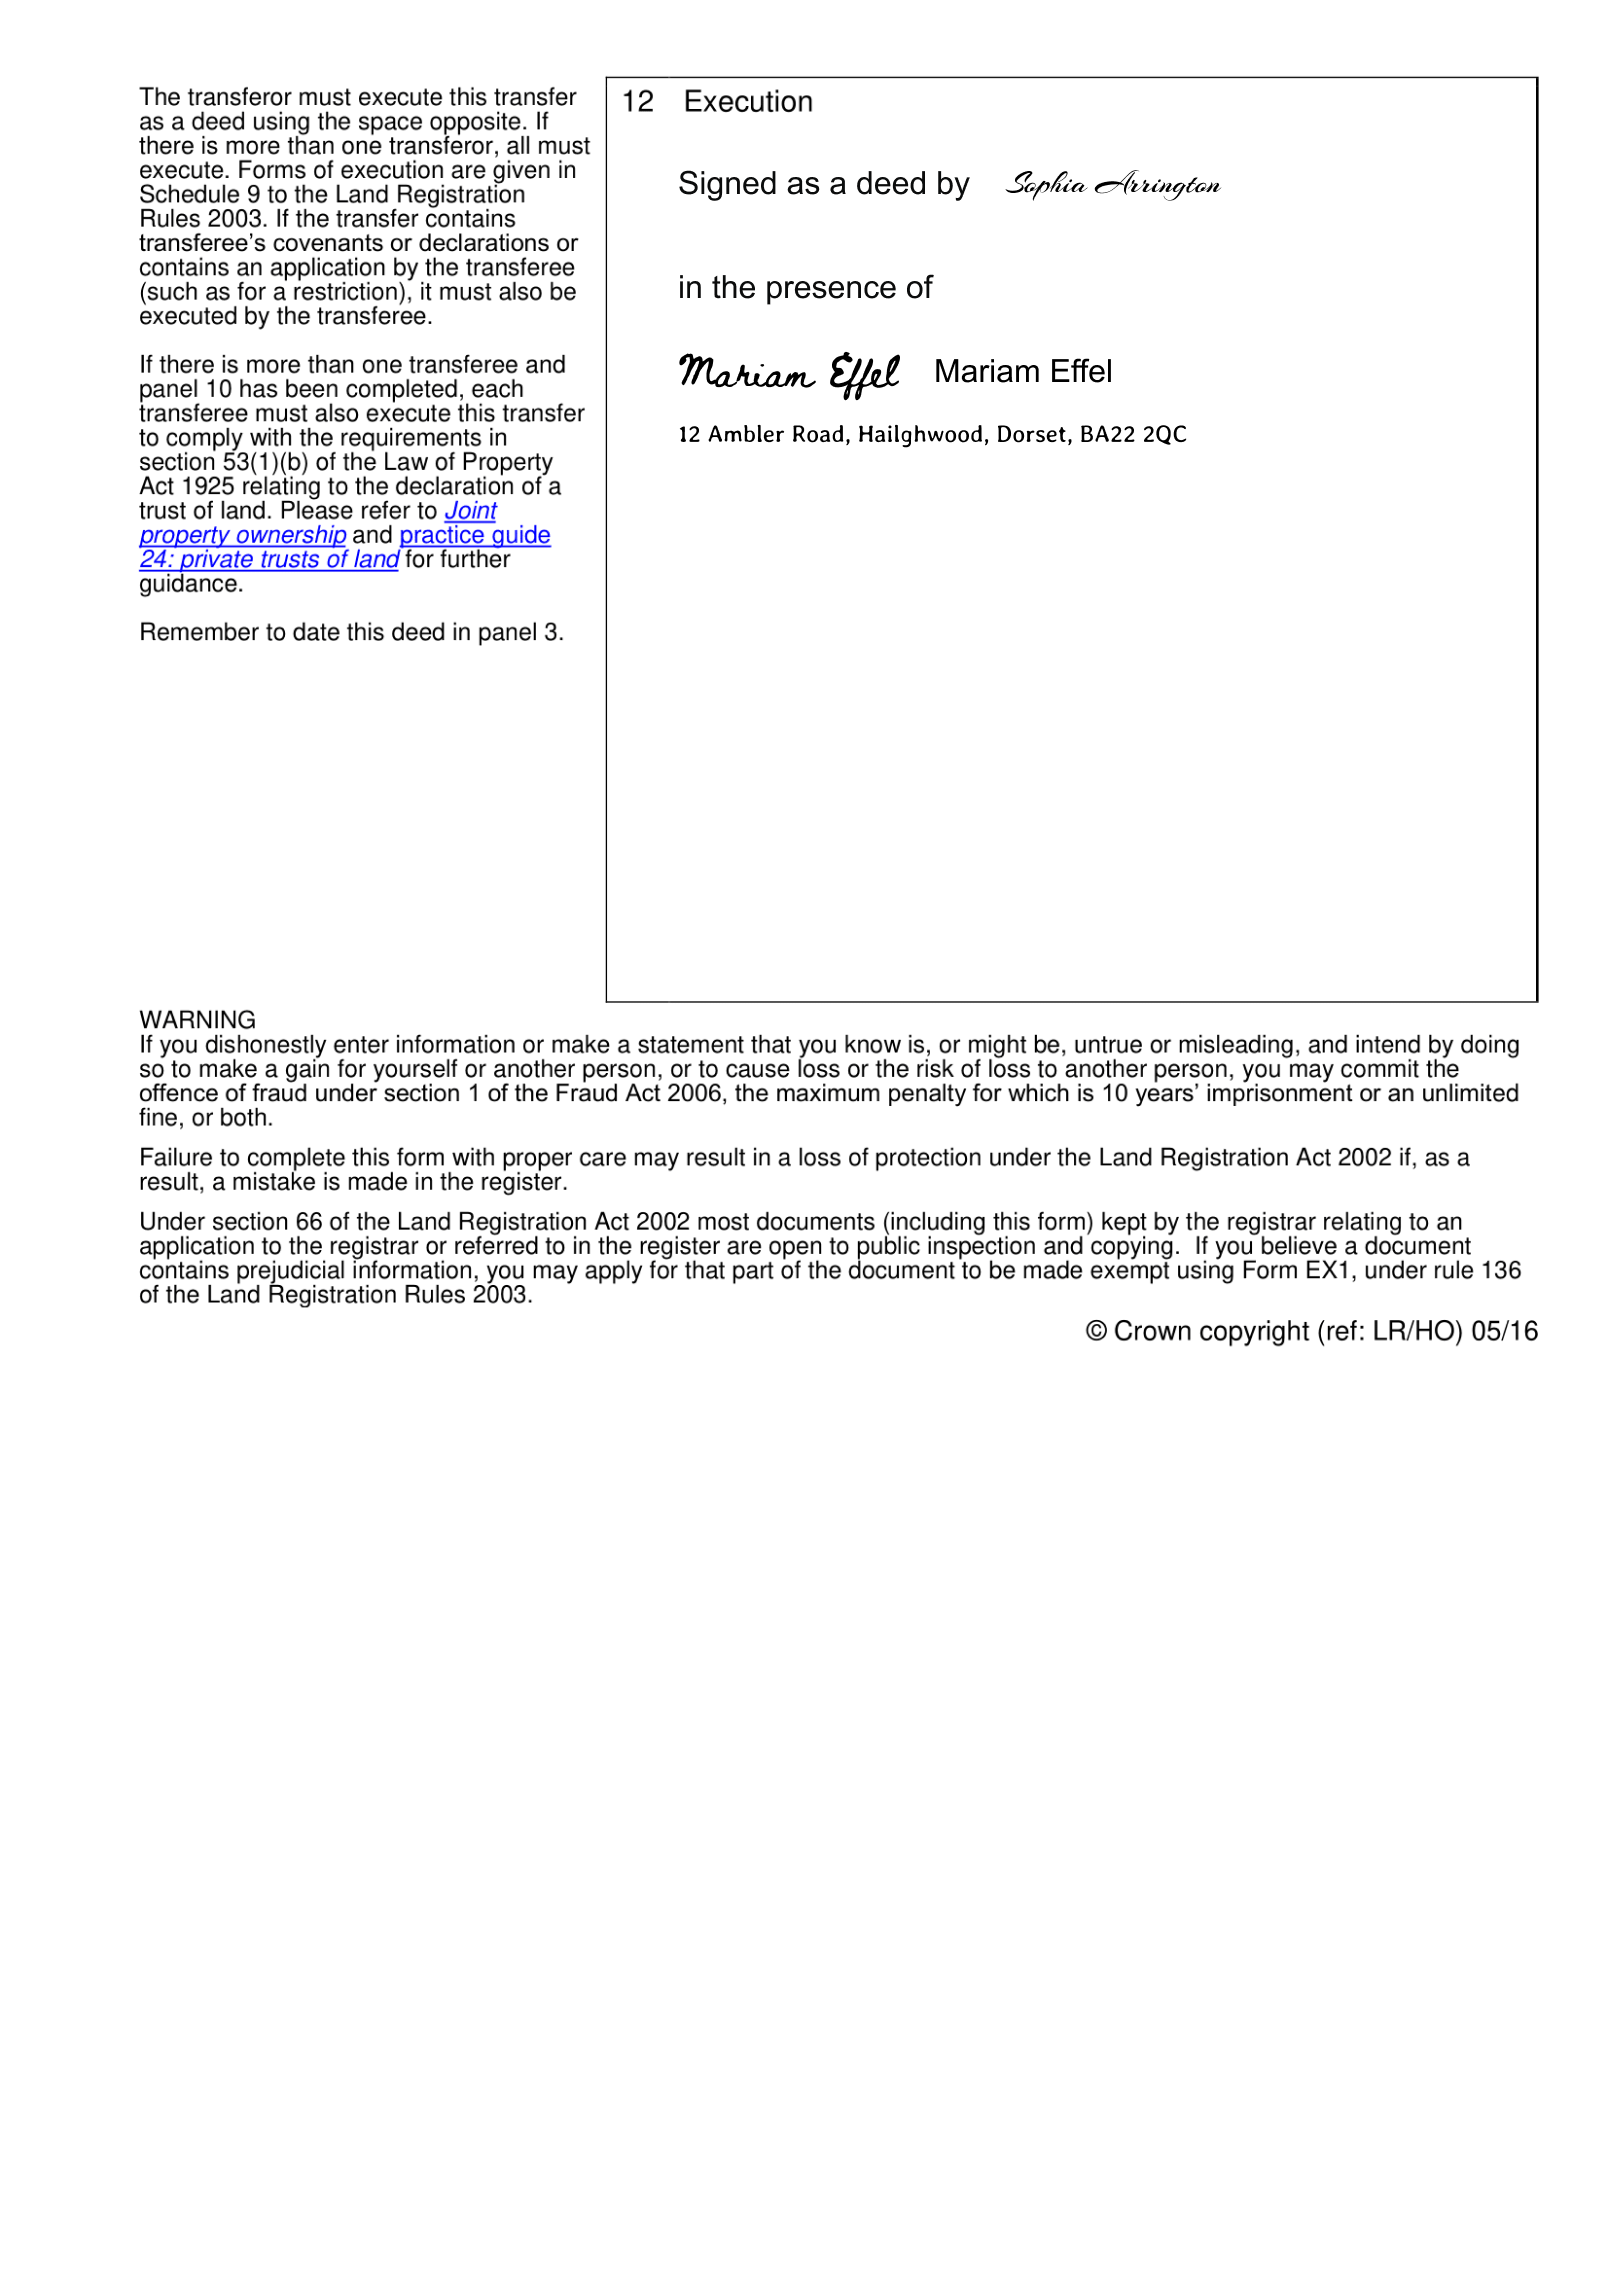 The transferor must execute this transfer
as a deed using the space opposite. If
there is more than one transferor, all must
execute. Forms of execution are given in
Schedule 9 to the Land Registration
Rules 2003. If the transfer contains
transferee’s covenants or declarations or
contains an application by the transferee
(such as for a restriction), it must also be
executed by the transferee.
If there is more than one transferee and
panel 10 has been completed, each
transferee must also execute this transfer
to comply with the requirements in
section 53(1)(b) of the Law of Property
Act 1925 relating to the declaration of a
trust of land. Please refer to Joint
property ownership and practice guide
24: private trusts of land for further
guidance.
Remember to date this deed in panel 3.
12 Execution
Signed as a deed by Sophia Arrington
in the presence of
Mariam Effel Mariam Effel
12 Ambler Road, Hailghwood, Dorset, BA22 2QC
WARNING
If you dishonestly enter information or make a statement that you know is, or might be, untrue or misleading, and intend by doing
so to make a gain for yourself or another person, or to cause loss or the risk of loss to another person, you may commit the
offence of fraud under section 1 of the Fraud Act 2006, the maximum penalty for which is 10 years’ imprisonment or an unlimited
fine, or both.
Failure to complete this form with proper care may result in a loss of protection under the Land Registration Act 2002 if, as a
result, a mistake is made in the register.
Under section 66 of the Land Registration Act 2002 most documents (including this form) kept by the registrar relating to an
application to the registrar or referred to in the register are open to public inspection and copying. If you believe a document
contains prejudicial information, you may apply for that part of the document to be made exempt using Form EX1, under rule 136
of the Land Registration Rules 2003.
© Crown copyright (ref: LR/HO) 05/16